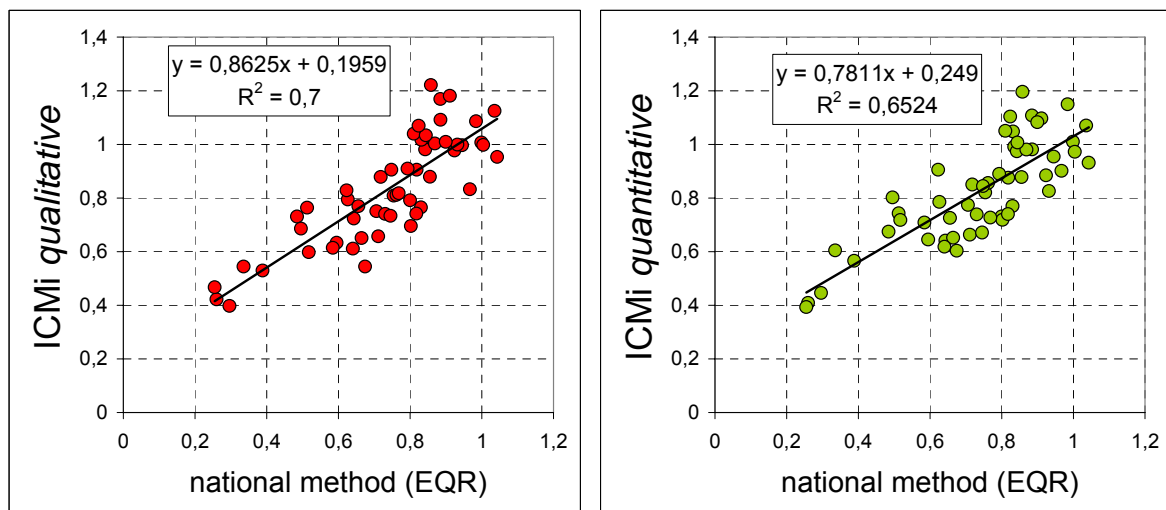 1,4
1,2
1
0,8
0,6
0,4
0,2
0
y = 0,8625x + 0,1959
R² = 0,7
ICMi qualitative
0 0,2 0,4 0,6 0,8 1 1,2
national method (EQR)
1,4
1,2
1
0,8
0,6
0,4
0,2
0
y = 0,7811x + 0,249
R² = 0,6524
ICMi quantitative
0 0,2 0,4 0,6 0,8 1 1,2
national method (EQR)